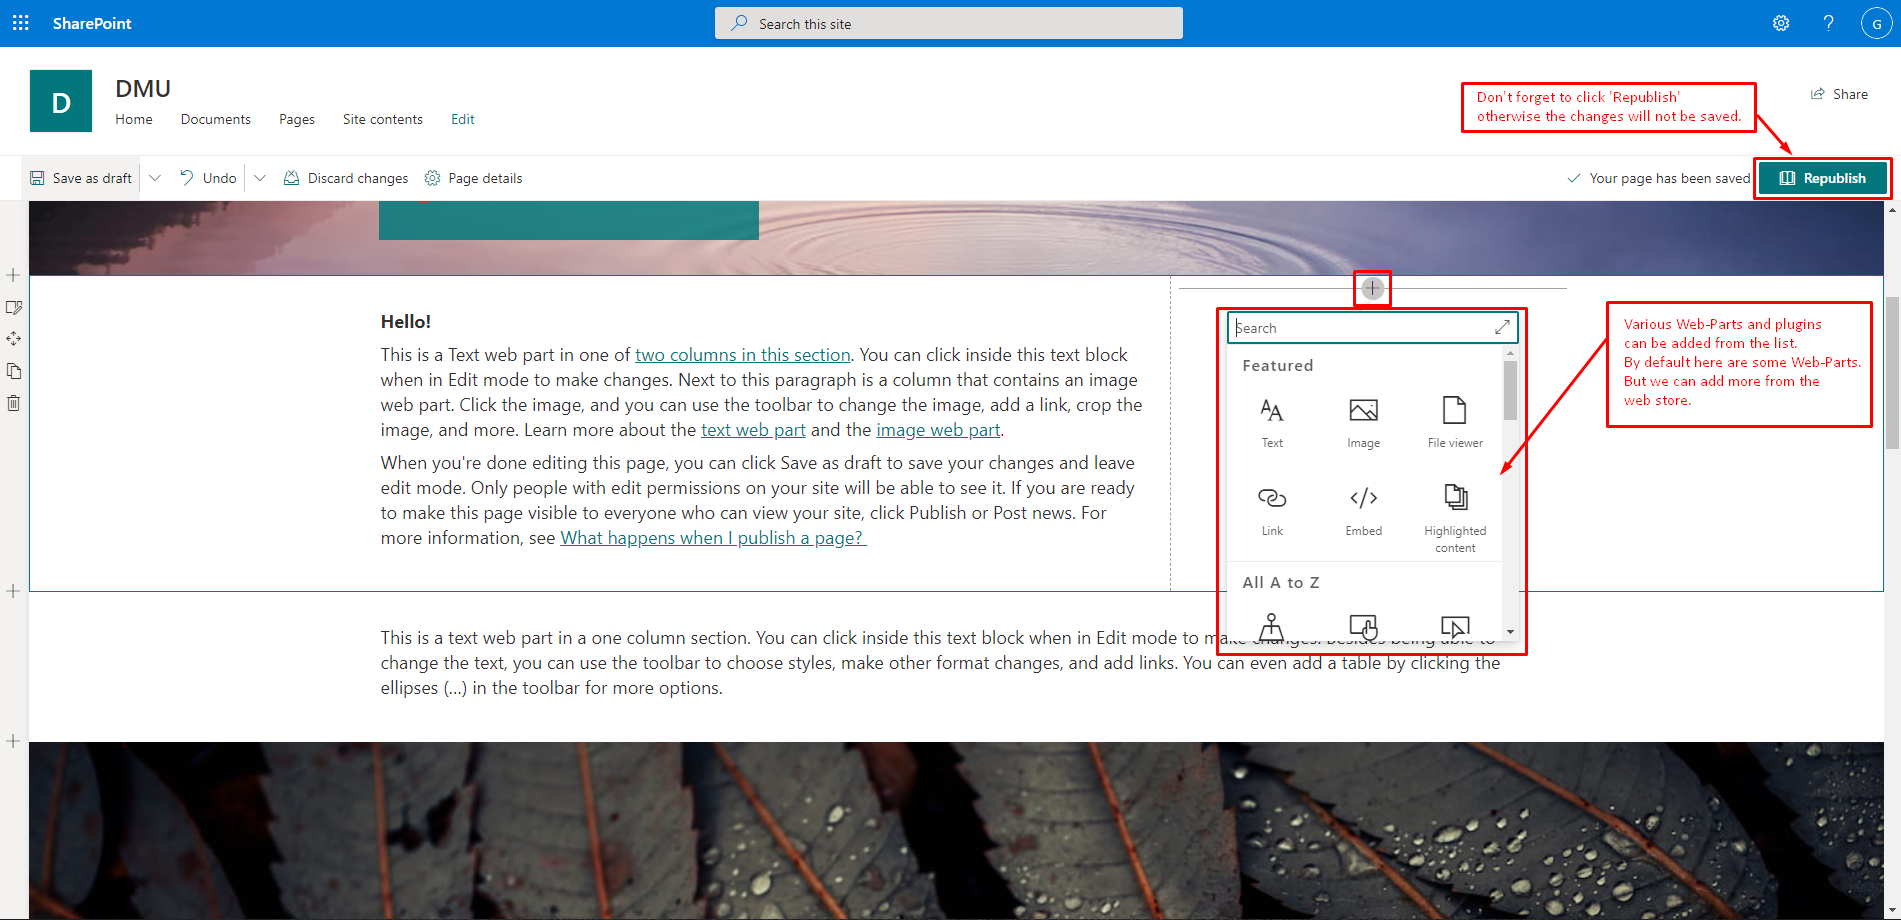 SharePoint
Search this site
?
G
D
DMU
Home Documents Pages Site contents Edit
Don't forget to click 'Republish'
otherwise the changes will not be saved.
Share
Save as draft Undo Discard changes Page details
Your page has been saved
Republish
Hello!
This is a Text web part in one of two columns in this section. You can click inside this text block
when in Edit mode to make changes. Next to this paragraph is a column that contains an image
web part. Click the image, and you can use the toolbar to change the image, add a link, crop the
image, and more. Learn more about the text web part and the image web part.
When you're done editing this page, you can click Save as draft to save your changes and leave
edit mode. Only people with edit permissions on your site will be able to see it. If you are ready
to make this page visible to everyone who can view your site, click Publish or Post news. For
more information, see What happens when I publish a page?
Search
Featured
Text Image File viewer
Link Embed Highlighted
content
All A to Z
Various Web-Parts and plugins
can be added from the list.
By default here are some Web-Parts.
But we can add more from the
web store.
This is a text web part in a one column section. You can click inside this text block when in Edit mode to make changes. Besides being able to
change the text, you can use the toolbar to choose styles, make other format changes, and add links. You can even add a table by clicking the
ellipses (...) in the toolbar for more options.